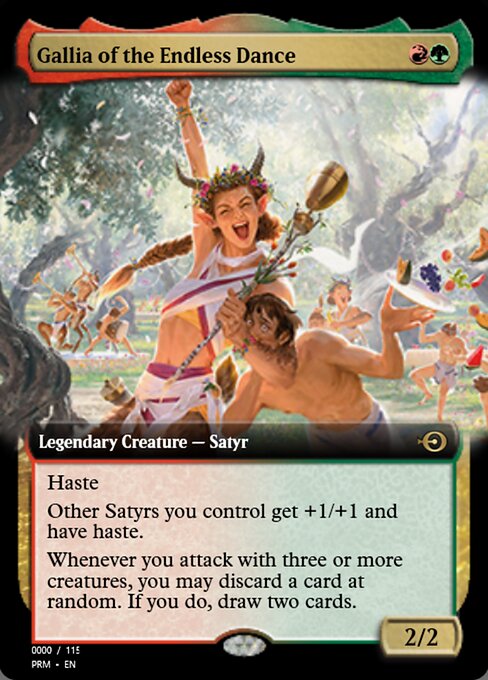 Gallia of the Endless Dance
Legendary Creature — Satyr
Haste
Other Satyrs you control get +1/+1 and
have haste.
Whenever you attack with three or more
creatures, you may discard a card at
random. If you do, draw two cards.
2/2
0000 / 115
PRM • EN